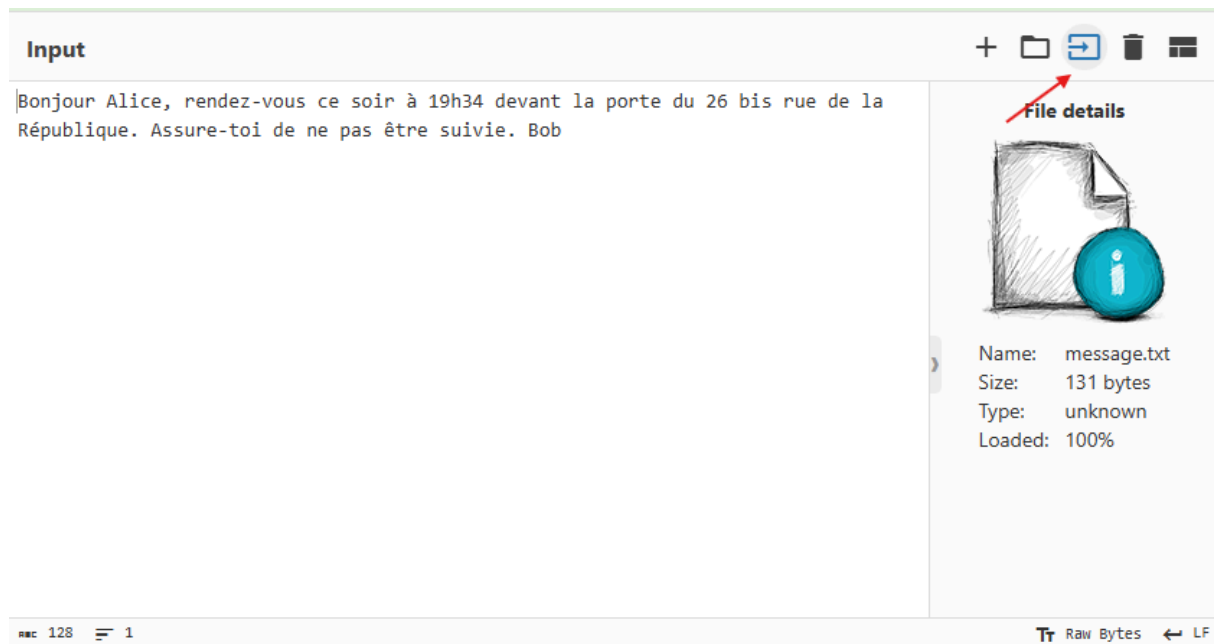 Input
Bonjour Alice, rendez-vous ce soir à 19h34 devant la porte du 26 bis rue de la
République. Assure-toi de ne pas être suivie. Bob
File details
i
Name: message.txt
Size: 131 bytes
Type: unknown
Loaded: 100%
ABC 128 1
Tт Raw Bytes LF